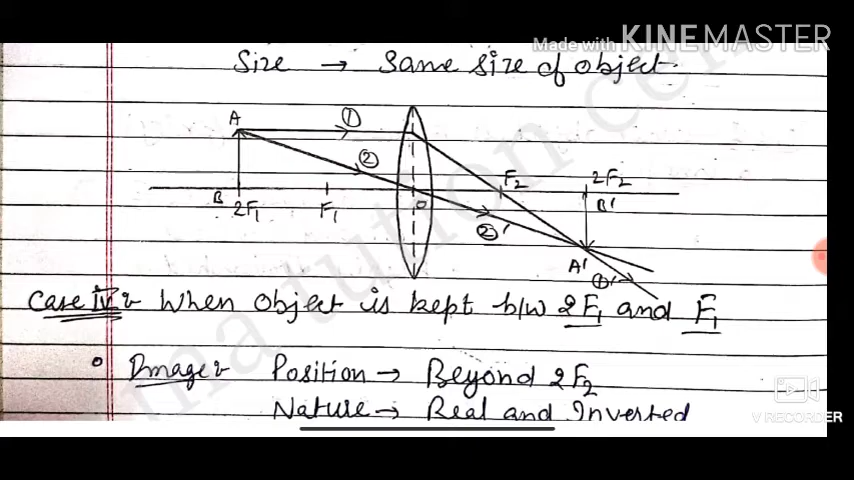 Made with KINEMASTER
Size → Same size of object.
A ① ②
F₂ 2F₂
B 2F₁ F₁ O B'
②'
A' ①'
Case IV:- When object is kept b/w 2F₁ and F₁
• Image:- Position → Beyond 2F₂
Nature → Real and Inverted
V RECORDER